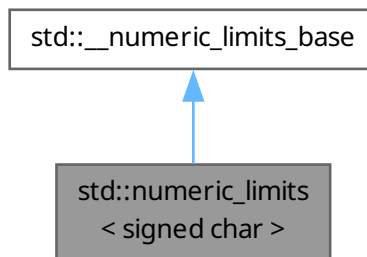 std::__numeric_limits_base
std::numeric_limits
< signed char >